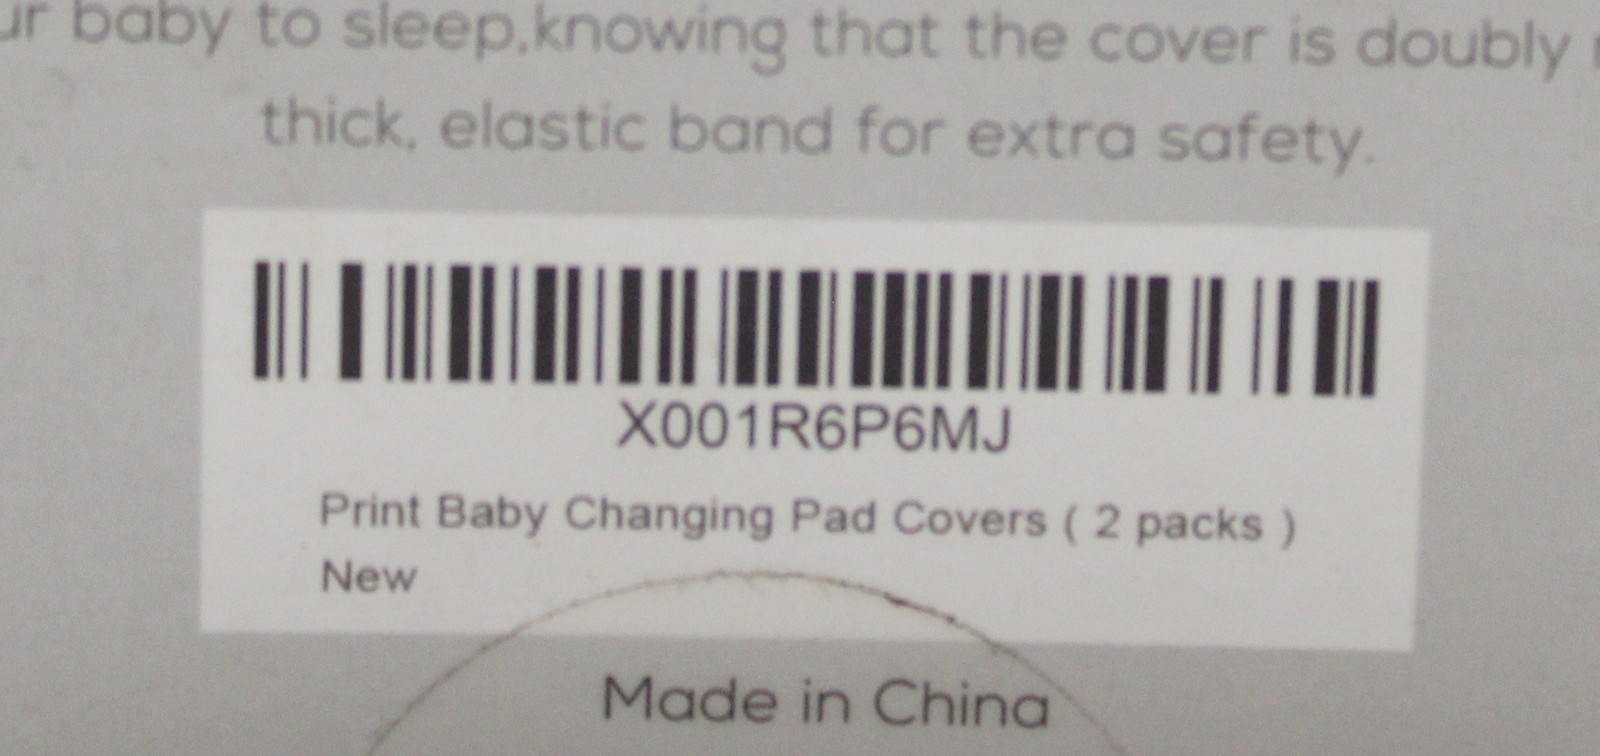 baby to sleep,knowing that the cover is doubly
thick, elastic band for extra safety.
X001R6P6MJ
Print Baby Changing Pad Covers ( 2 packs )
New
Made in China